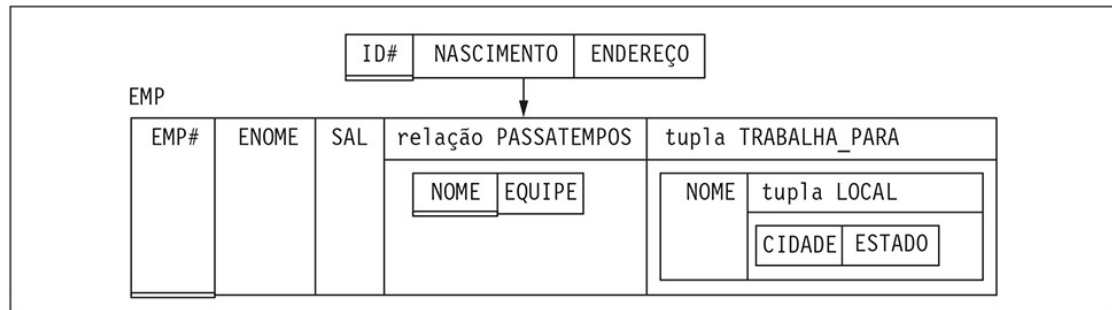 ID# NASCIMENTO ENDEREÇO
EMP
EMP# ENOME SAL relação PASSATEMPOS tupla TRABALHA_PARA
NOME EQUIPE NOME tupla LOCAL
CIDADE ESTADO